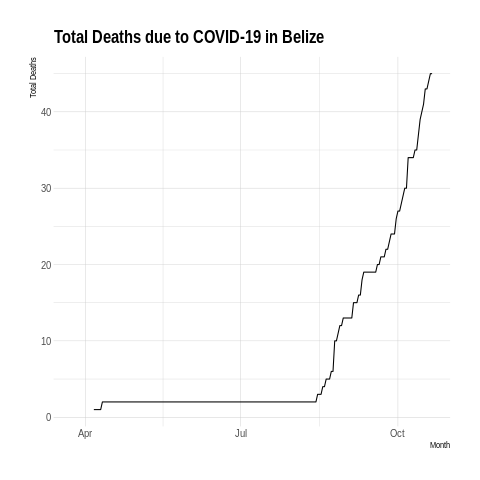 Total Deaths due to COVID-19 in Belize
Total Deaths
40
30
20
10
0
Apr
Jul
Oct
Month